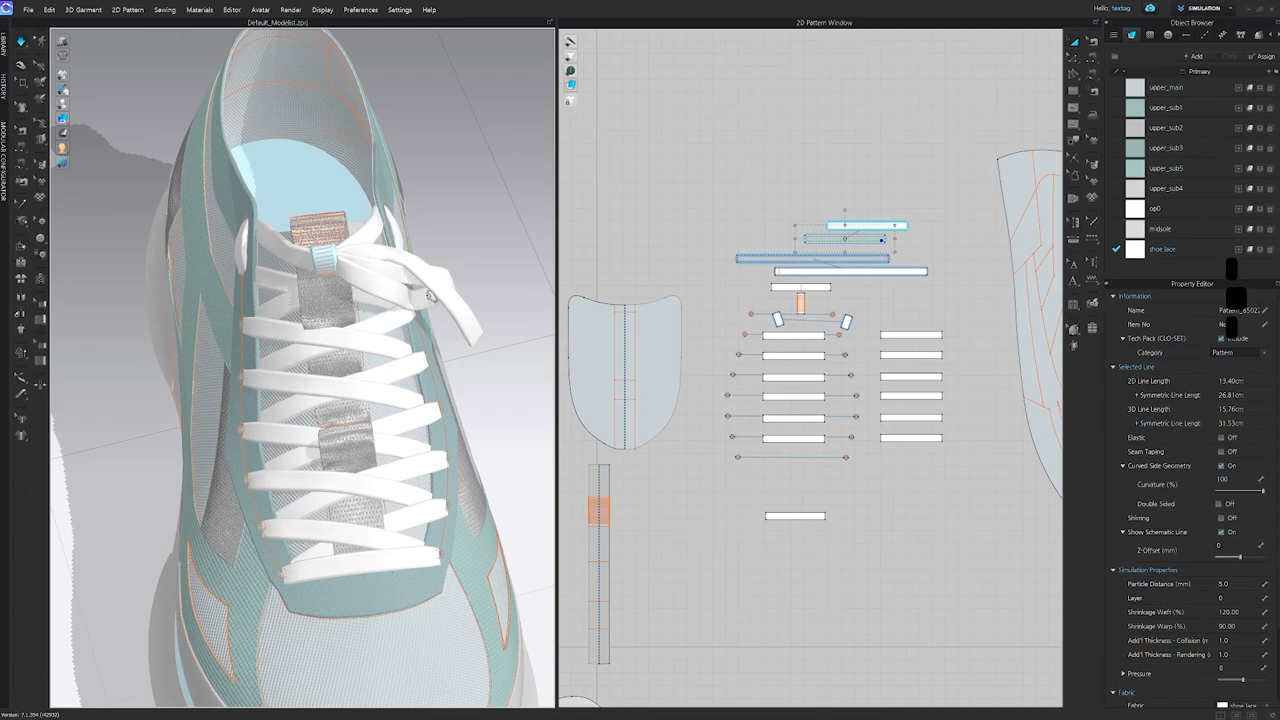 File Edit 3D Garment 2D Pattern Sewing Materials Editor Avatar Render Display Preferences Settings Help
Hello, textag
SIMULATION
Default_Modelist.zprj
2D Pattern Window
Object Browser
LIBRARY
HISTORY
MODULAR CONFIGURATOR
+ Add
Copy
Assign
Primary
upper_main
upper_sub1
upper_sub2
upper_sub3
upper_sub5
upper_sub4
op0
midsole
shoe lace
Property Editor
Information
Name
Item No
Tech Pack (CLO-SET)
Category Pattern
Selected Line
2D Line Length 13.40cm
+ Symmetric Line Lengt 26.81cm
3D Line Length 15.76cm
+ Symmetric Line Lengt 31.53cm
Elastic Off
Seam Taping Off
Curved Side Geometry On
Curvature (%) 100
Double Sided Off
Shirring Off
Show Schematic Line On
Z-Offset (mm) 0
Simulation Properties
Particle Distance (mm) 5.0
Layer 0
Shrinkage Weft (%) 120.00
Shrinkage Warp (%) 90.00
Add'l Thickness - Collision (m 1.0
Add'l Thickness - Rendering (i 1.0
Pressure 0
Fabric
Fabric shoe lace
Version: 7.1.354 (r42932)